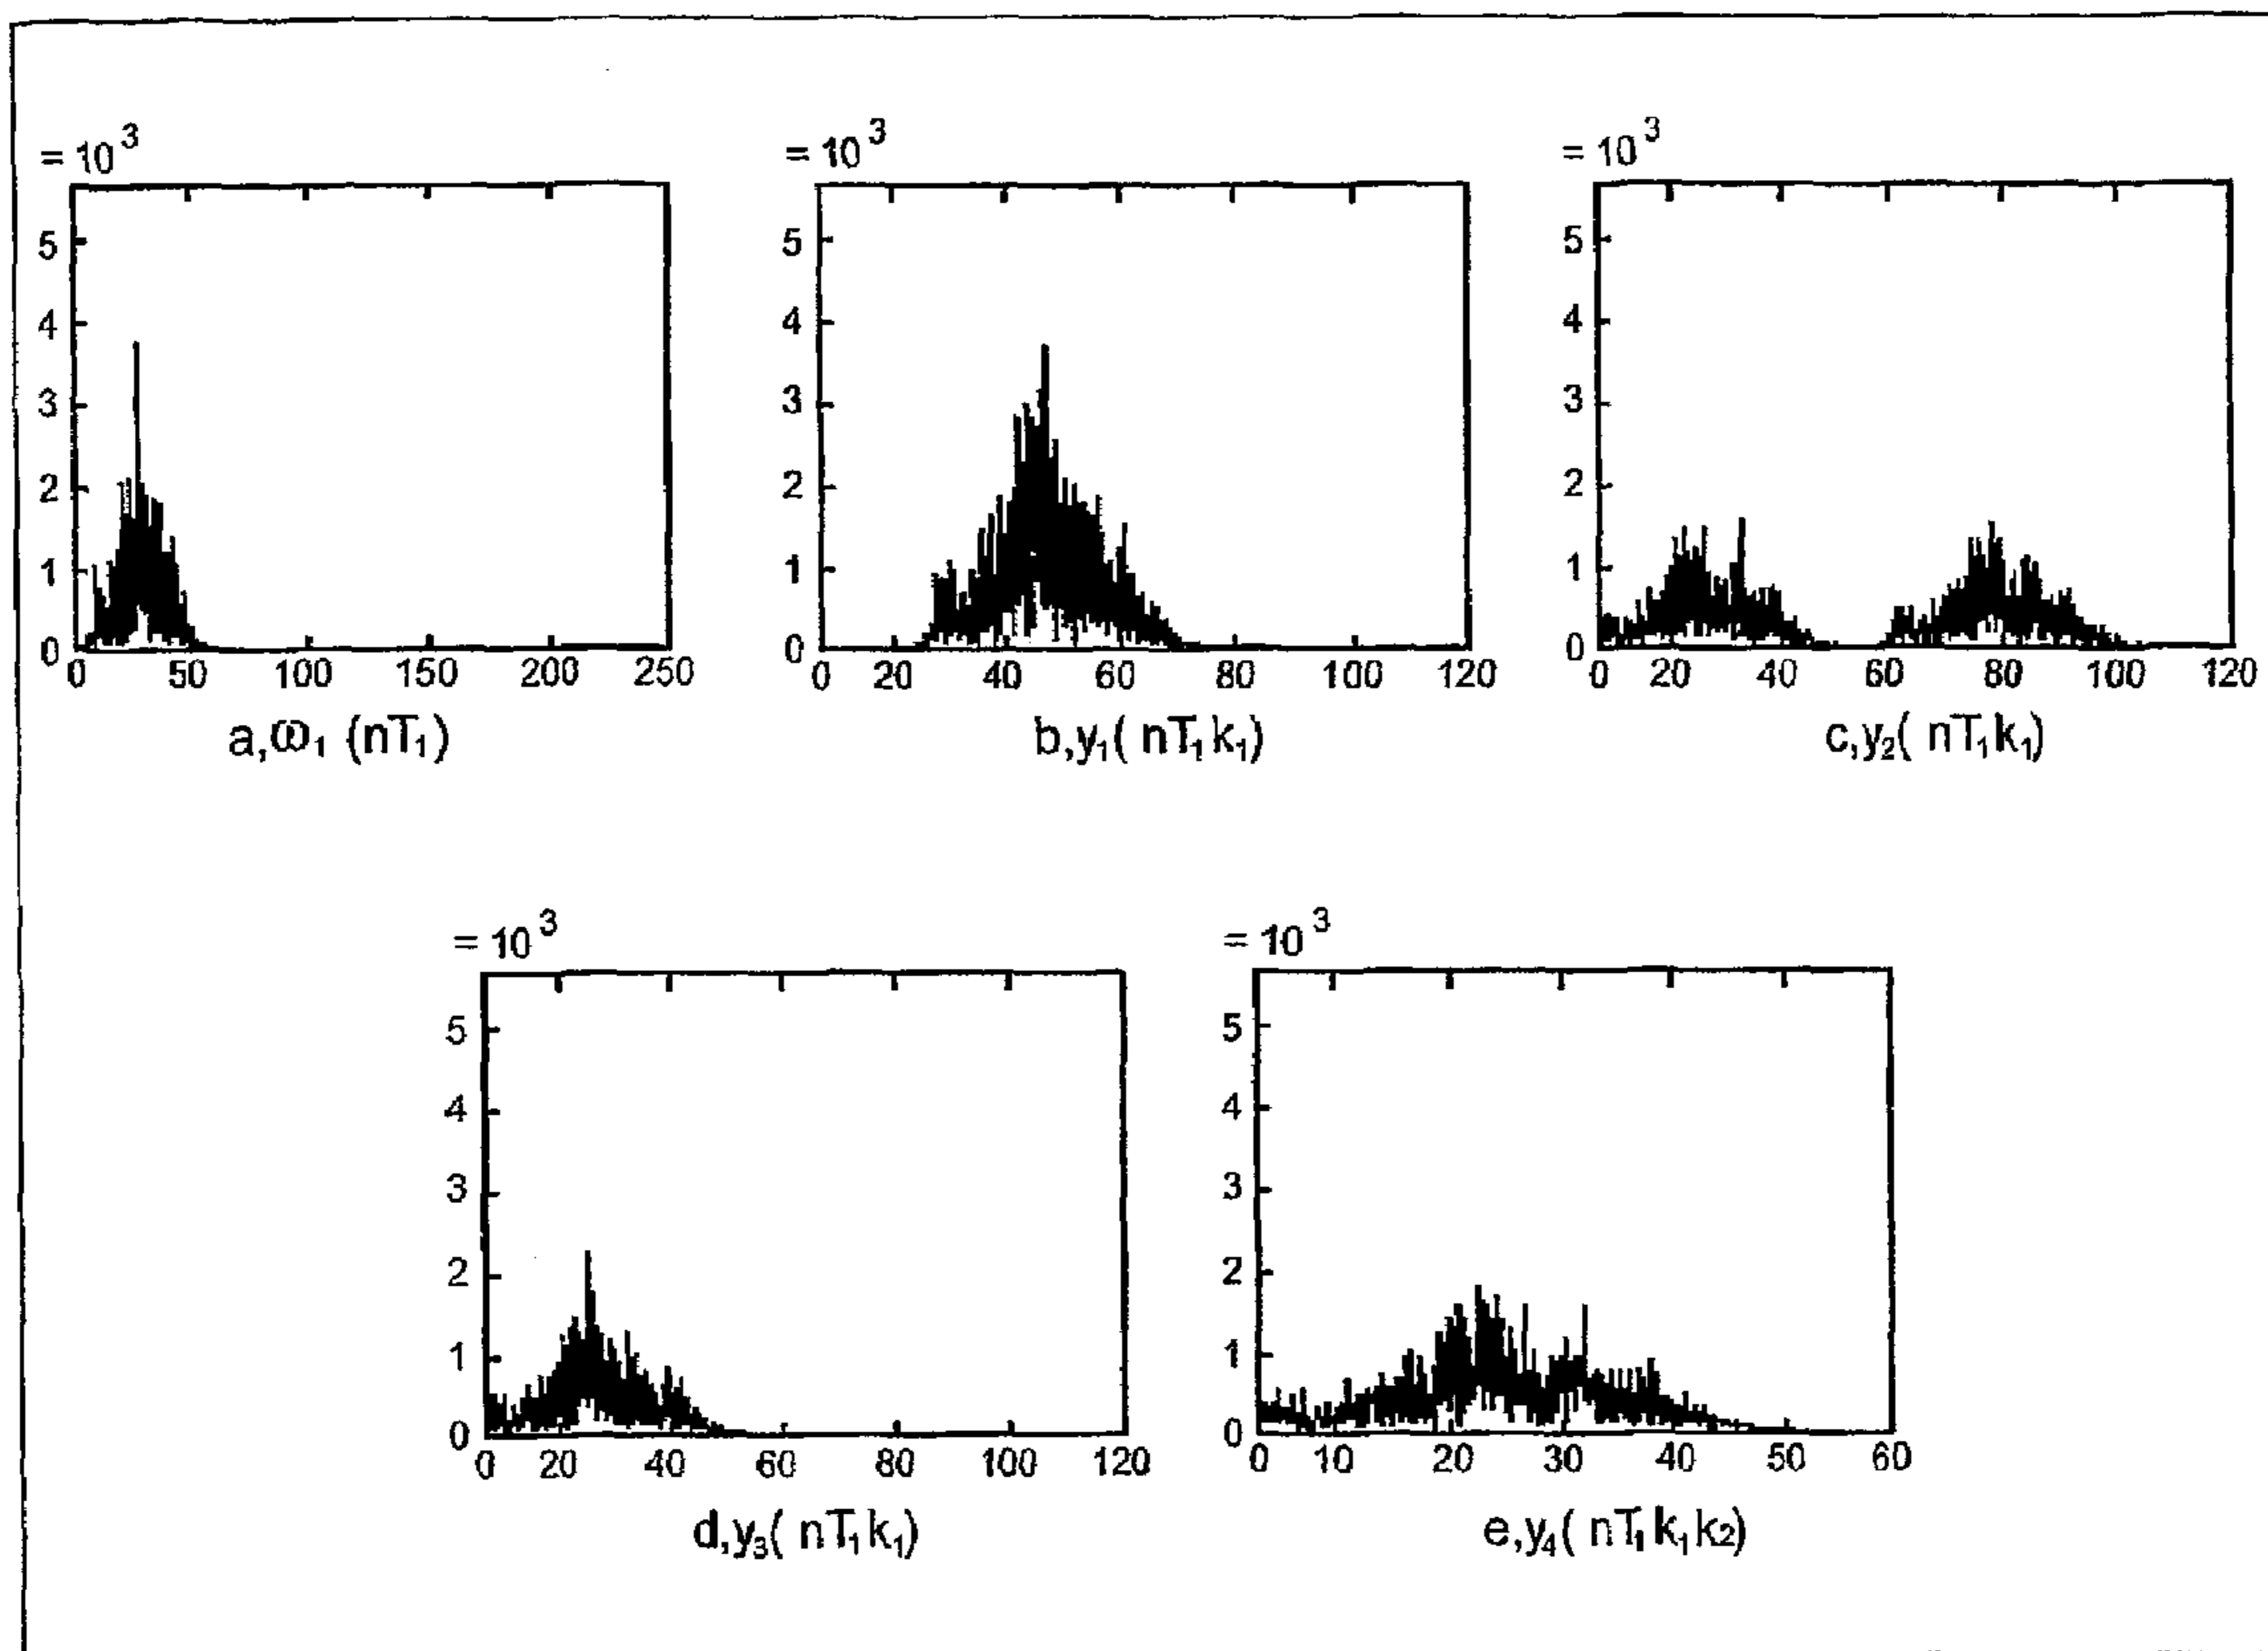 = 10³ = 10³ = 10³
5 5 5
4 4 4
3 3 3
2 2 2
1 1 1
0 0 0
0 50 100 150 200 250 0 20 40 60 80 100 120 0 20 40 60 80 100 120
a,ω₁ (nT₁) b,y₁( nT₁k₁) c,y₂( nT₁k₁)
= 10³ = 10³
5 5
4 4
3 3
2 2
1 1
0 0
0 20 40 60 80 100 120 0 10 20 30 40 50 60
d,y₃( nT₁k₁) e,y₄( nT₁k₁k₂)